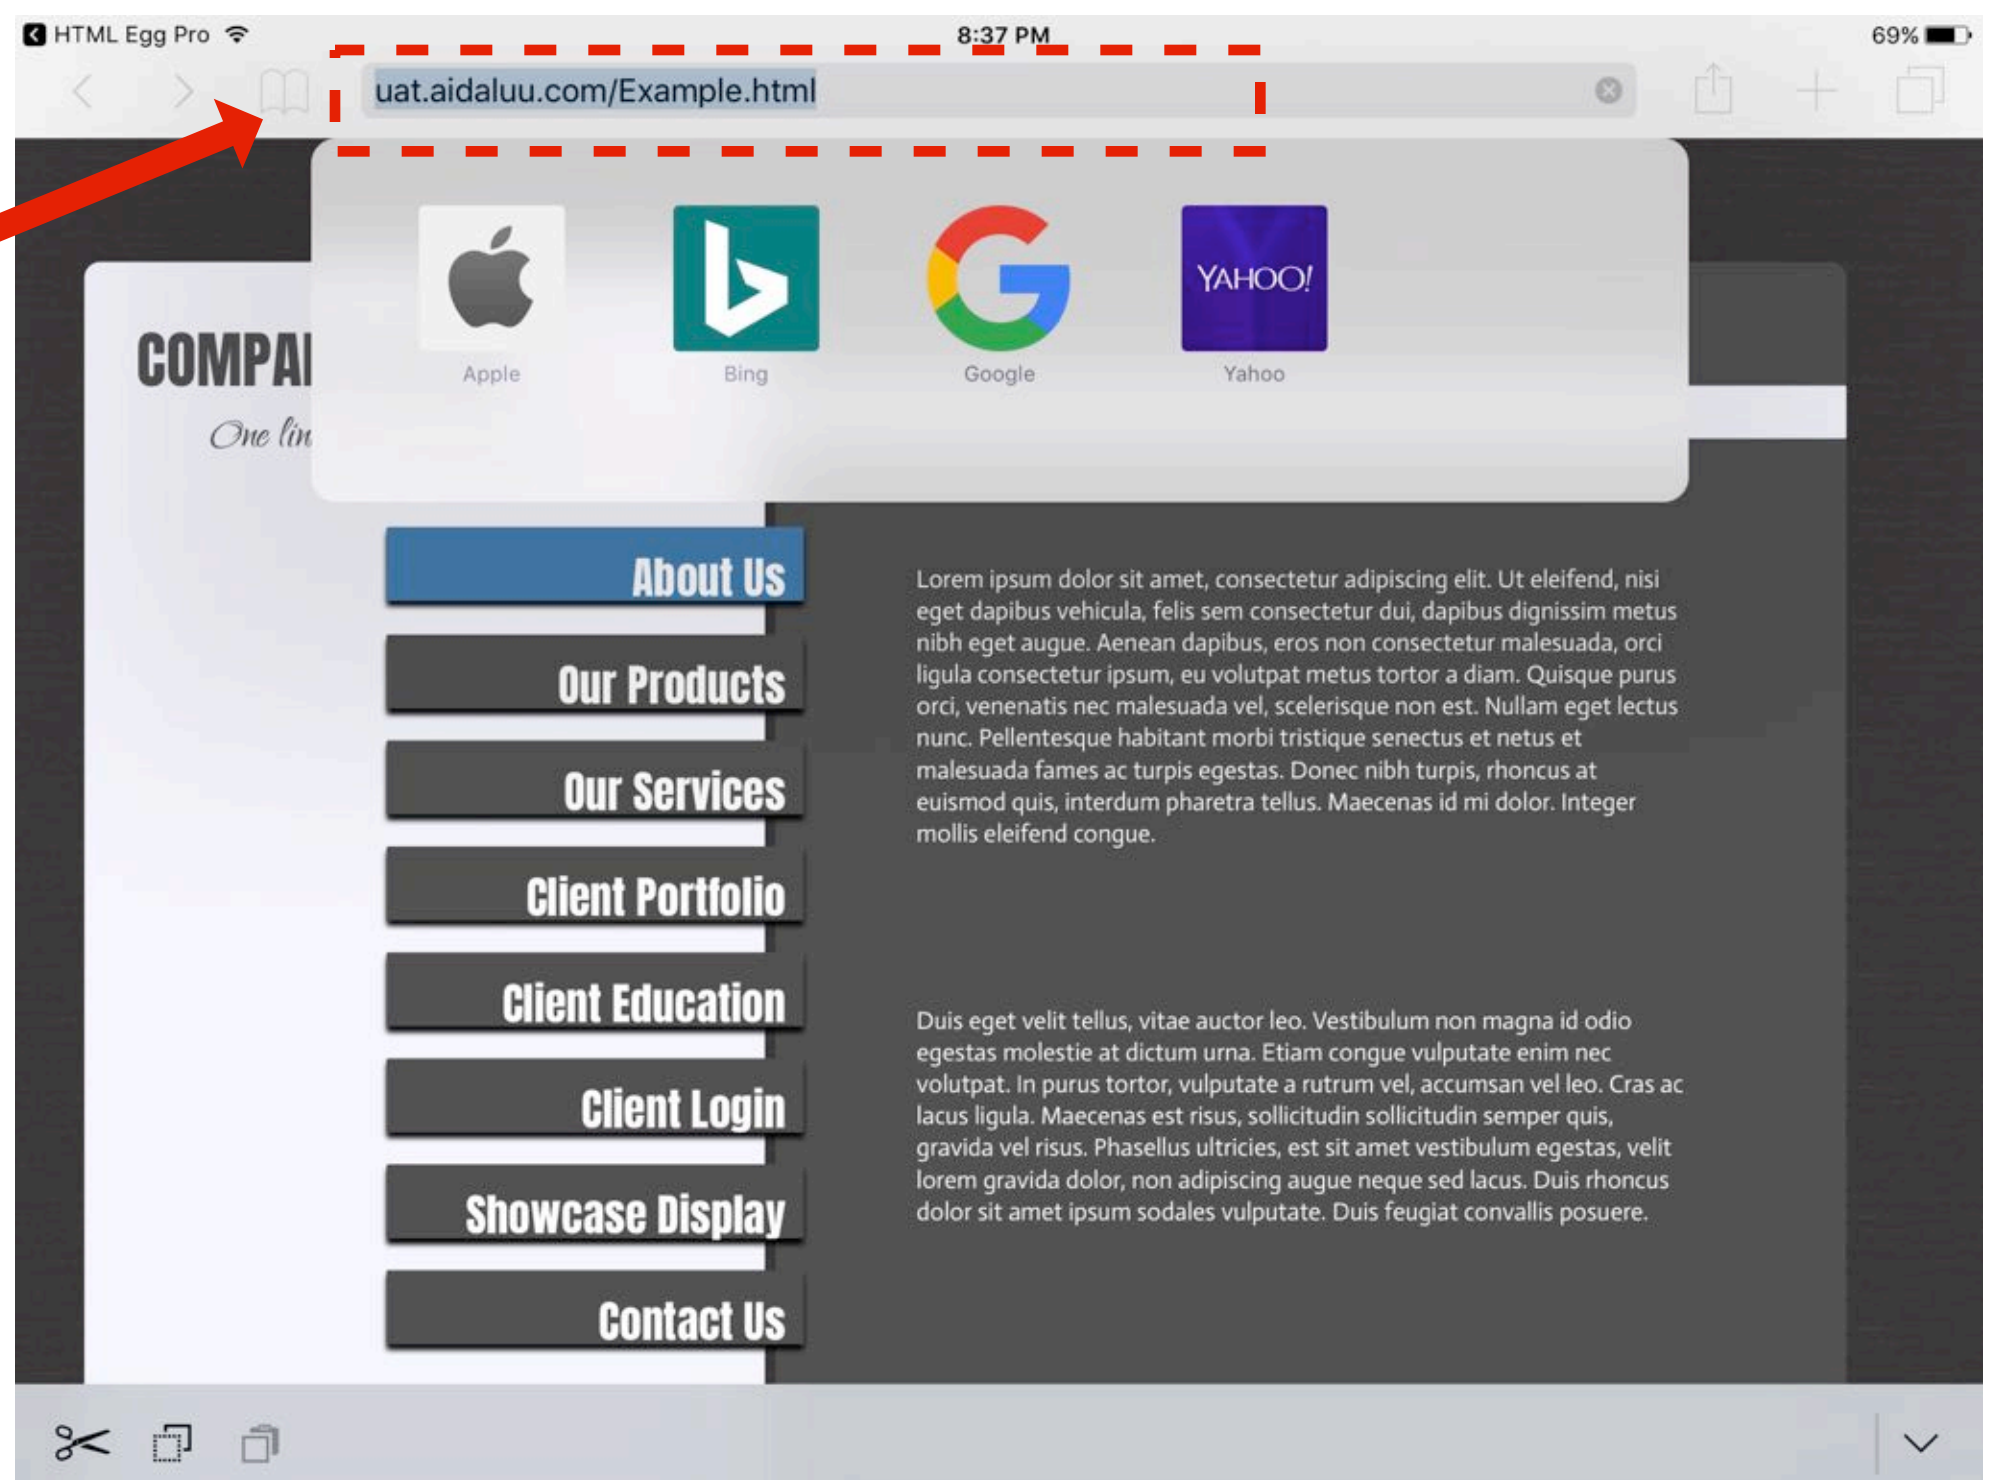 HTML Egg Pro
8:37 PM
69%
uat.aidaluu.com/Example.html
YAHOO!
Apple
Bing
Google
Yahoo
COMPA
One lin
About Us
Our Products
Our Services
Client Portfolio
Client Education
Client Login
Showcase Display
Contact Us
Lorem ipsum dolor sit amet, consectetur adipiscing elit. Ut eleifend, nisi
eget dapibus vehicula, felis sem consectetur dui, dapibus dignissim metus
nibh eget augue. Aenean dapibus, eros non consectetur malesuada, orci
ligula consectetur ipsum, eu volutpat metus tortor a diam. Quisque purus
orci, venenatis nec malesuada vel, scelerisque non est. Nullam eget lectus
nunc. Pellentesque habitant morbi tristique senectus et netus et
malesuada fames ac turpis egestas. Donec nibh turpis, rhoncus at
euismod quis, interdum pharetra tellus. Maecenas id mi dolor. Integer
mollis eleifend congue.
Duis eget velit tellus, vitae auctor leo. Vestibulum non magna id odio
egestas molestie at dictum urna. Etiam congue vulputate enim nec
volutpat. In purus tortor, vulputate a rutrum vel, accumsan vel leo. Cras ac
lacus ligula. Maecenas est risus, sollicitudin sollicitudin semper quis,
gravida vel risus. Phasellus ultricies, est sit amet vestibulum egestas, velit
lorem gravida dolor, non adipiscing augue neque sed lacus. Duis rhoncus
dolor sit amet ipsum sodales vulputate. Duis feugiat convallis posuere.